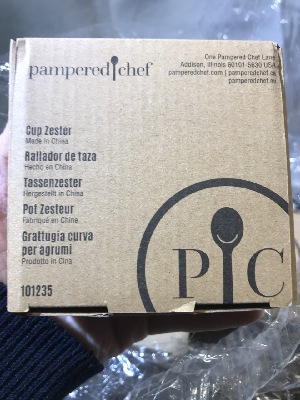 pampered chef
One Pampered Chef Lane
Addison, Illinois 60101-5630 USA
pamperedchef.com | pamperedchef.ca
pamperedchef.eu
Cup Zester
Made in China
Rallador de taza
Hecho en China
Tassenzester
Hergestellt in China
Pot Zesteur
Fabriqué en Chine
Grattugia curva
per agrumi
Prodotto in Cina
101235
P C